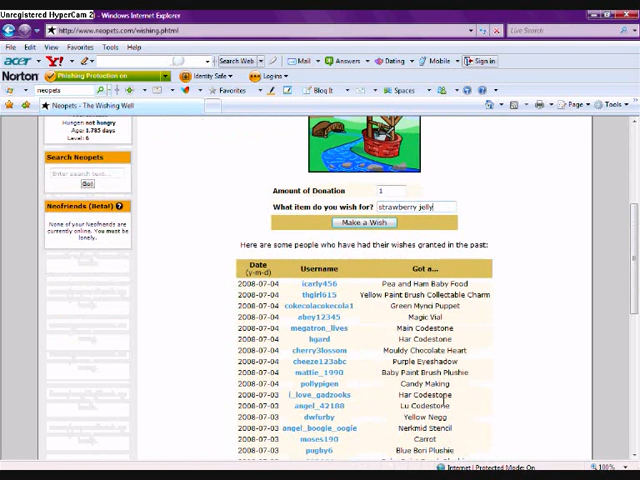 Unregistered HyperCam 2
- Windows Internet Explorer
http://www.neopets.com/wishing.phtml
Live Search
File Edit View Favorites Tools Help
acer Y! Search Web Mail Answers Dating Mobile Sign in
Norton Phishing Protection on Identity Safe Logins
neopets Favorites Blog It Spaces
Neopets - The Wishing Well Page Tools
Hunger: not hungry
Age: 1,785 days
Level: 6
Search Neopets
Enter search text...
Go!
Neofriends (Beta)
None of your Neofriends are
currently online. You must be
lonely.
Amount of Donation 1
What item do you wish for? strawberry jelly
Make a Wish
Here are some people who have had their wishes granted in the past:
Date
(y-m-d) Username Got a...
2008-07-04 icarly456 Pea and Ham Baby Food
2008-07-04 thgirl615 Yellow Paint Brush Collectable Charm
2008-07-04 cokecolacokecola1 Green Mynci Puppet
2008-07-04 abey12345 Magic Vial
2008-07-04 megatron_lives Main Codestone
2008-07-04 hgard Har Codestone
2008-07-04 cherry3lossom Mouldy Chocolate Heart
2008-07-04 cheeze123abc Purple Eyeshadow
2008-07-04 mattie_1990 Baby Paint Brush Plushie
2008-07-04 pollypigen Candy Making
2008-07-03 i_love_gadzooks Har Codestone
2008-07-03 angel_42188 Lu Codestone
2008-07-03 dwfurby Yellow Negg
2008-07-03 angel_boogie_oogie Nerkmid Stencil
2008-07-03 moses190 Carrot
2008-07-03 pugby6 Blue Bori Plushie
Internet | Protected Mode: On 100%